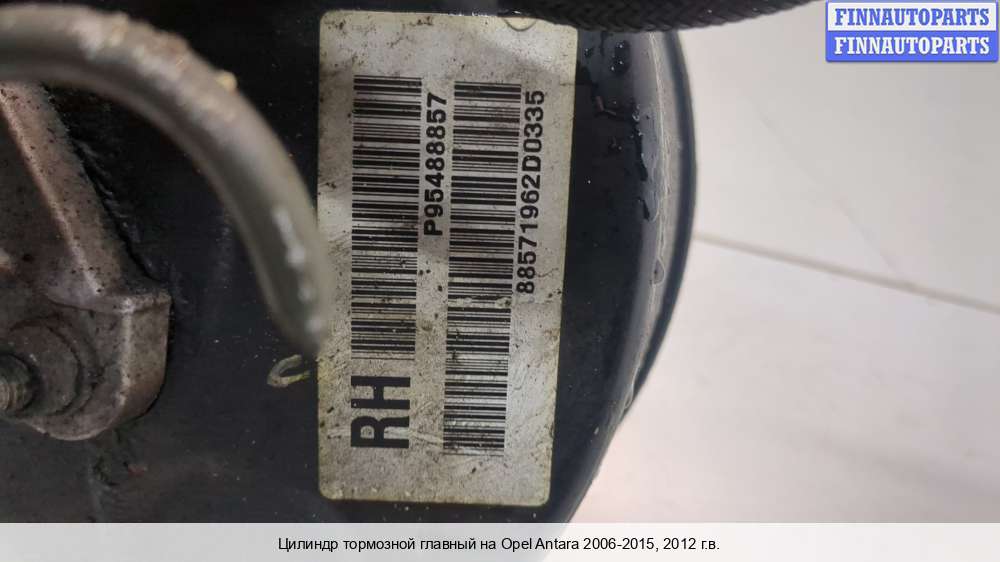 FINNAUTOPARTS
FINNAUTOPARTS
P95488857
88571962D0335
RH
Цилиндр тормозной главный на Opel Antara 2006-2015, 2012 г.в.